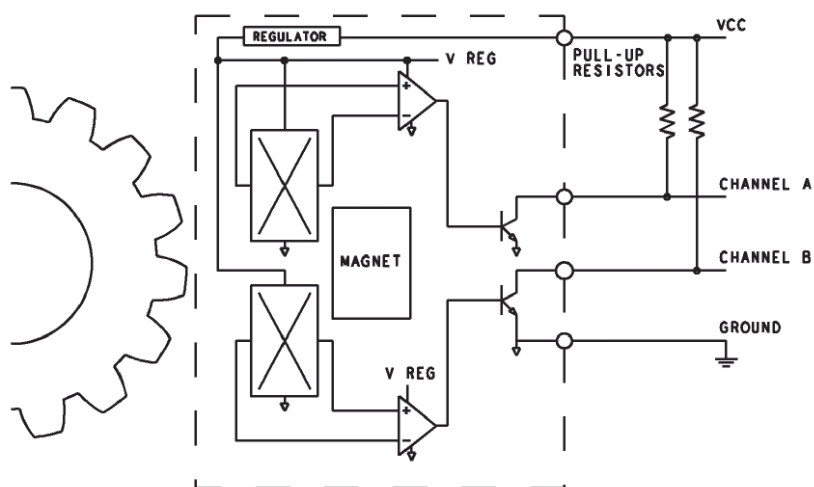 VCC
REGULATOR
V REG
PULL-UP
RESISTORS
+
−
CHANNEL A
MAGNET
CHANNEL B
GROUND
V REG
+
−